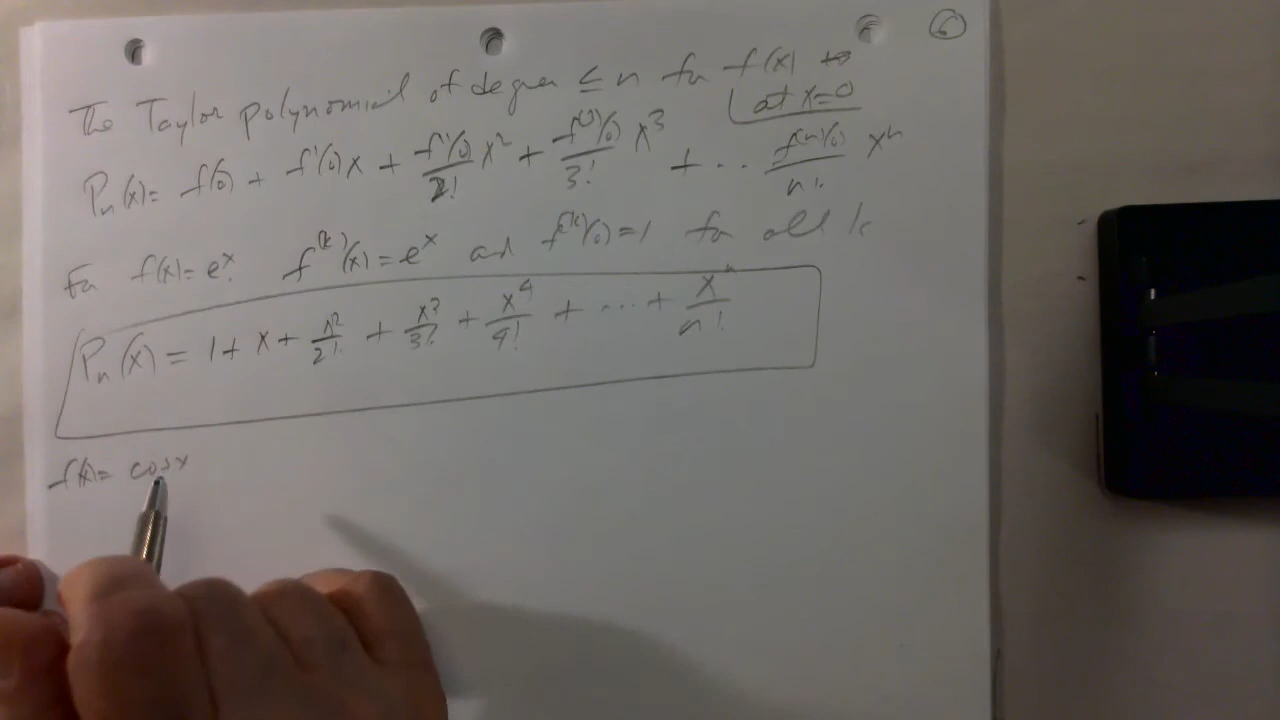 6
The Taylor polynomial of degree ≤ n for f(x)
at x=0
Pₙ(x) = f(0) + f'(0)x + f''(0)/2! x² + f⁽³⁾(0)/3! x³ + ... f⁽ⁿ⁾(0)/n! xⁿ
For f(x) = eˣ f⁽ᵏ⁾(x) = eˣ and f⁽ᵏ⁾(0) = 1 for all k
Pₙ(x) = 1 + x + x²/2! + x³/3! + x⁴/4! + ... + xⁿ/n!
f(x) = cos x